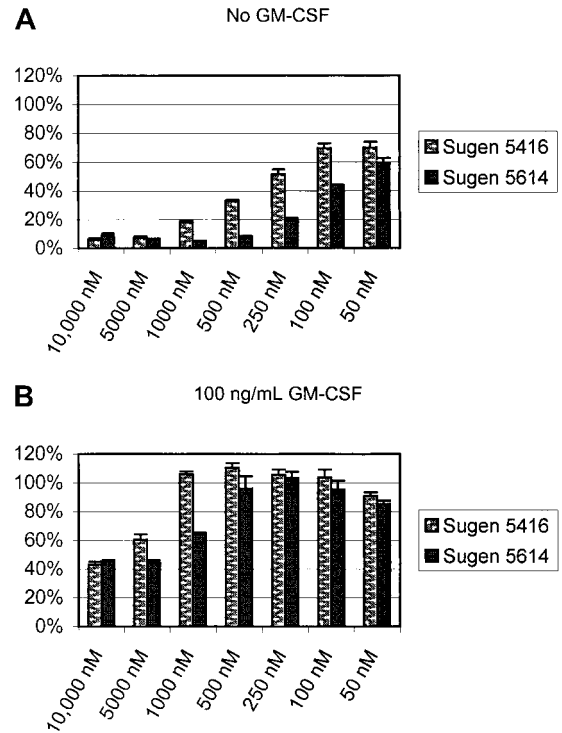 A
No GM-CSF
120%
100%
80%
60%
40%
20%
0%
10,000 nM
5000 nM
1000 nM
500 nM
250 nM
100 nM
50 nM
Sugen 5416
Sugen 5614
B
100 ng/mL GM-CSF
120%
100%
80%
60%
40%
20%
0%
10,000 nM
5000 nM
1000 nM
500 nM
250 nM
100 nM
50 nM
Sugen 5416
Sugen 5614